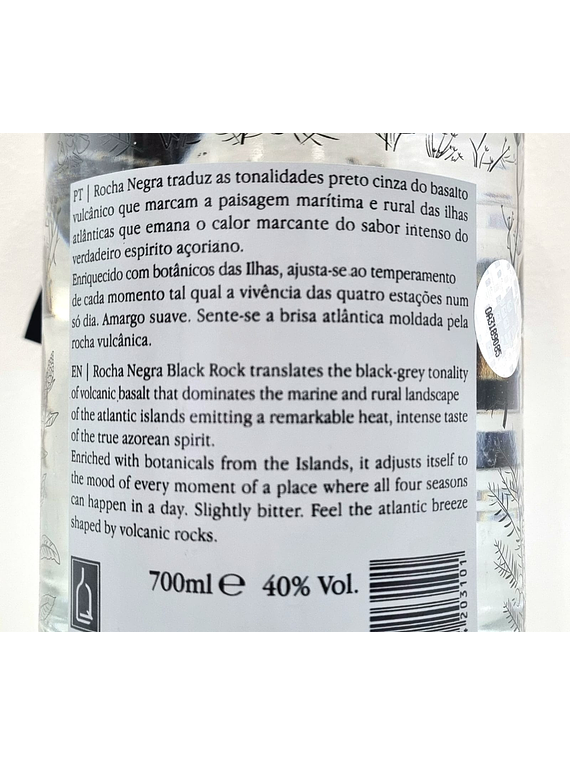 PT | Rocha Negra traduz as tonalidades preto cinza do basalto
vulcânico que marcam a paisagem marítima e rural das ilhas
atlânticas que emana o calor marcante do sabor intenso do
verdadeiro espirito açoriano.
Enriquecido com botânicos das Ilhas, ajusta-se ao temperamento
de cada momento tal qual a vivência das quatro estações num
só dia. Amargo suave. Sente-se a brisa atlântica moldada pela
rocha vulcânica.
EN | Rocha Negra Black Rock translates the black-grey tonality
of volcanic basalt that dominates the marine and rural landscape
of the atlantic islands emitting a remarkable heat, intense taste
of the true azorean spirit.
Enriched with botanicals from the Islands, it adjusts itself to
the mood of every moment of a place where all four seasons
can happen in a day. Slightly bitter. Feel the atlantic breeze
shaped by volcanic rocks.
700ml e 40% Vol.